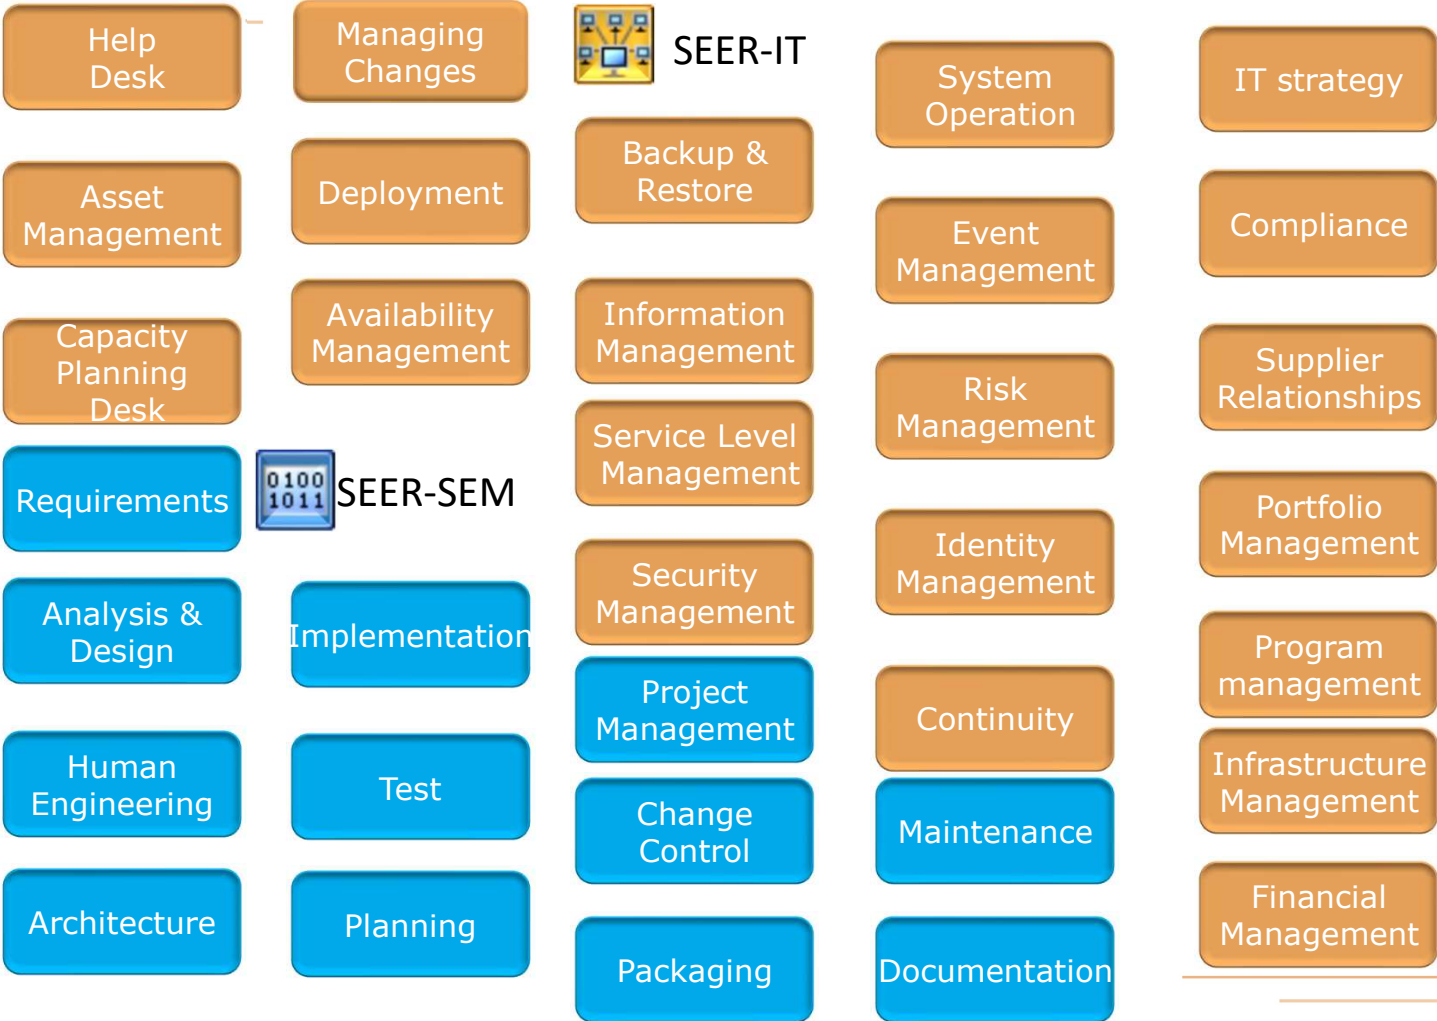 Help
Desk
Managing
Changes
SEER-IT
System
Operation
IT strategy
Asset
Management
Deployment
Backup &
Restore
Event
Management
Compliance
Capacity
Planning
Desk
Availability
Management
Information
Management
Risk
Management
Supplier
Relationships
Requirements
0100
1011
SEER-SEM
Service Level
Management
Identity
Management
Portfolio
Management
Analysis &
Design
Implementation
Security
Management
Continuity
Program
management
Human
Engineering
Test
Project
Management
Change
Control
Maintenance
Infrastructure
Management
Architecture
Planning
Packaging
Documentation
Financial
Management